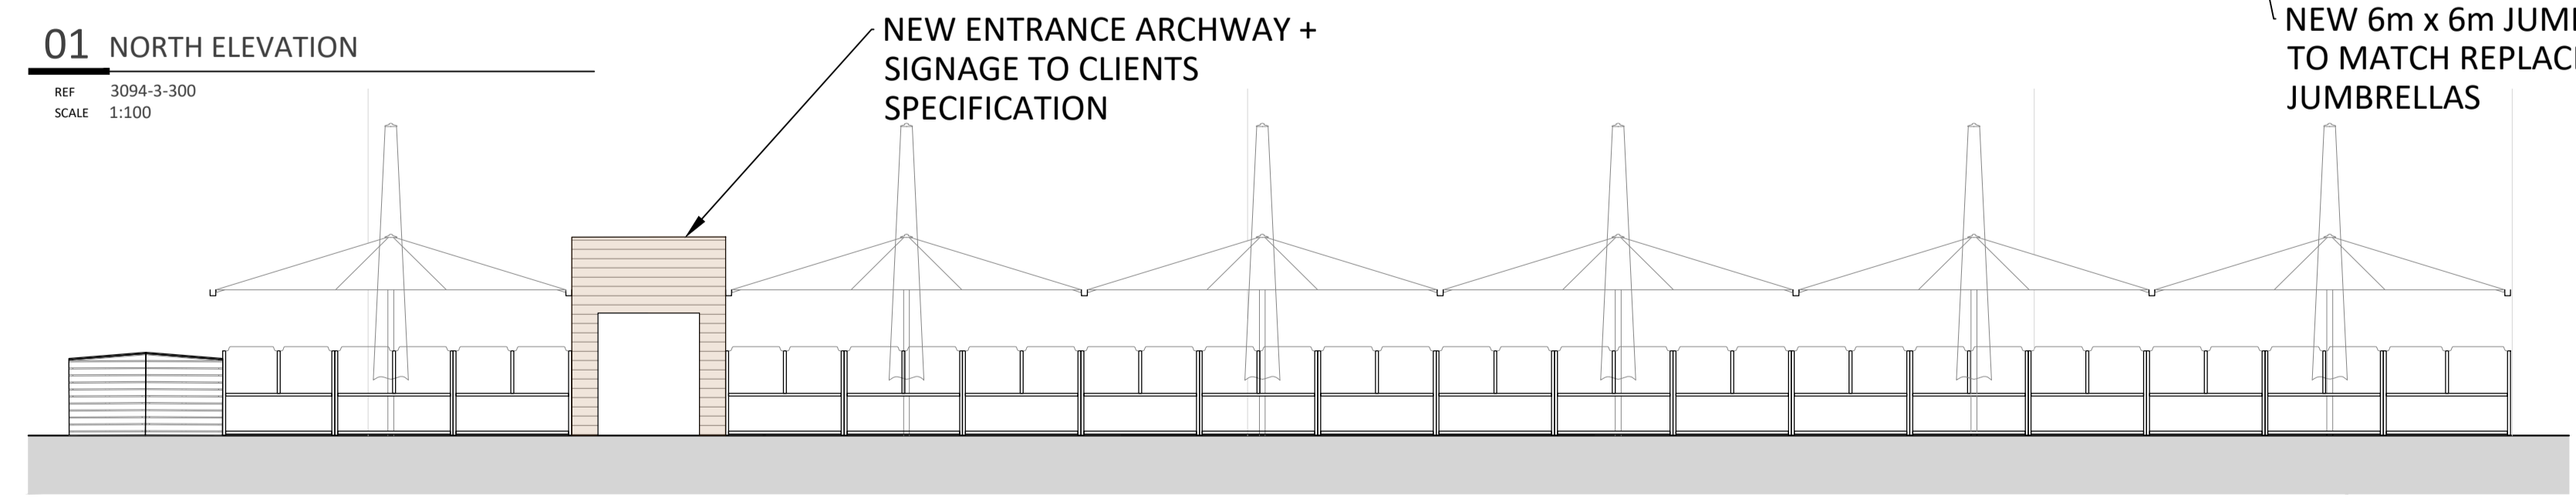 01 NORTH ELEVATION
REF 3094-3-300
SCALE 1:100
NEW ENTRANCE ARCHWAY +
SIGNAGE TO CLIENTS
SPECIFICATION
NEW 6m x 6m
TO MATCH
JUMBRELLAS